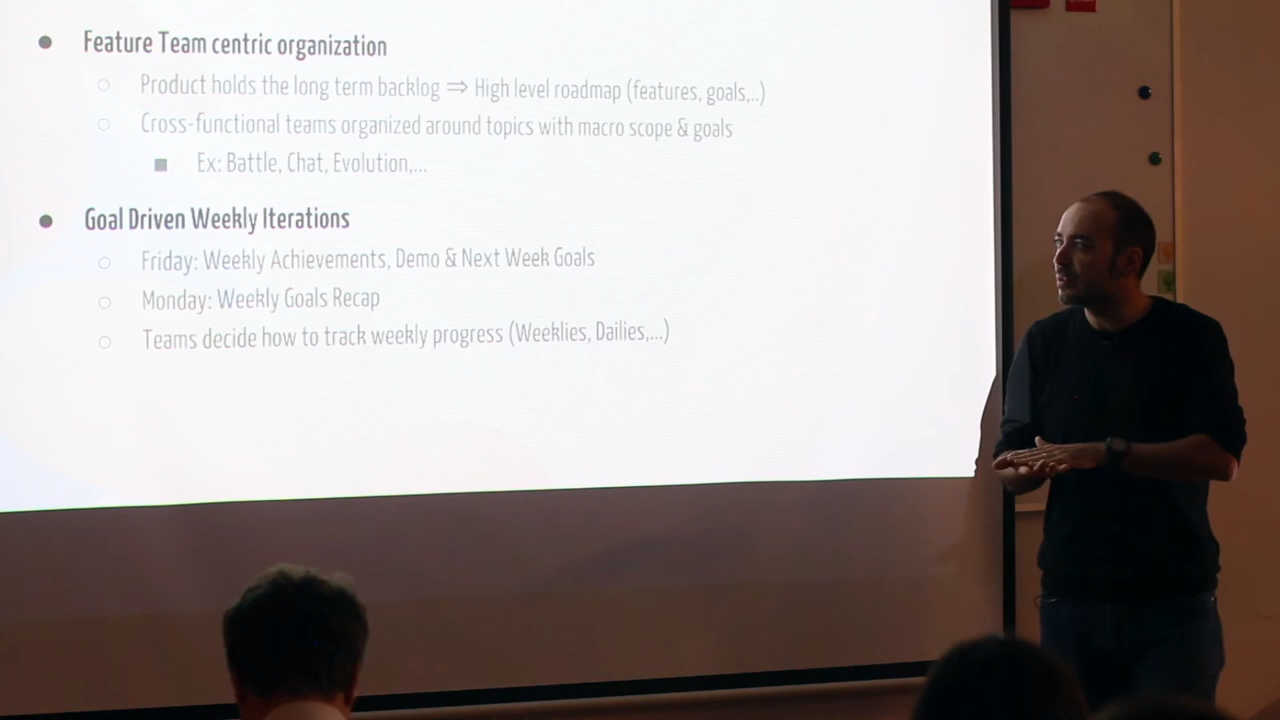 ● Feature Team centric organization
○ Product holds the long term backlog ⇒ High level roadmap (features, goals,..)
○ Cross-functional teams organized around topics with macro scope & goals
■ Ex: Battle, Chat, Evolution,...
● Goal Driven Weekly Iterations
○ Friday: Weekly Achievements, Demo & Next Week Goals
○ Monday: Weekly Goals Recap
○ Teams decide how to track weekly progress (Weeklies, Dailies,...)